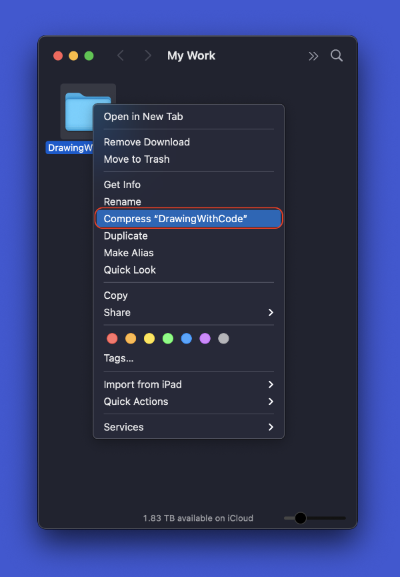 My Work
DrawingW
Open in New Tab
Remove Download
Move to Trash
Get Info
Rename
Compress “DrawingWithCode”
Duplicate
Make Alias
Quick Look
Copy
Share
Tags...
Import from iPad
Quick Actions
Services
1.83 TB available on iCloud